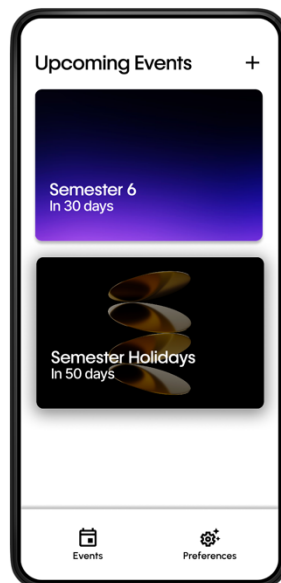 Upcoming Events +
Semester 6
In 30 days
Semester Holidays
In 50 days
Events
Preferences